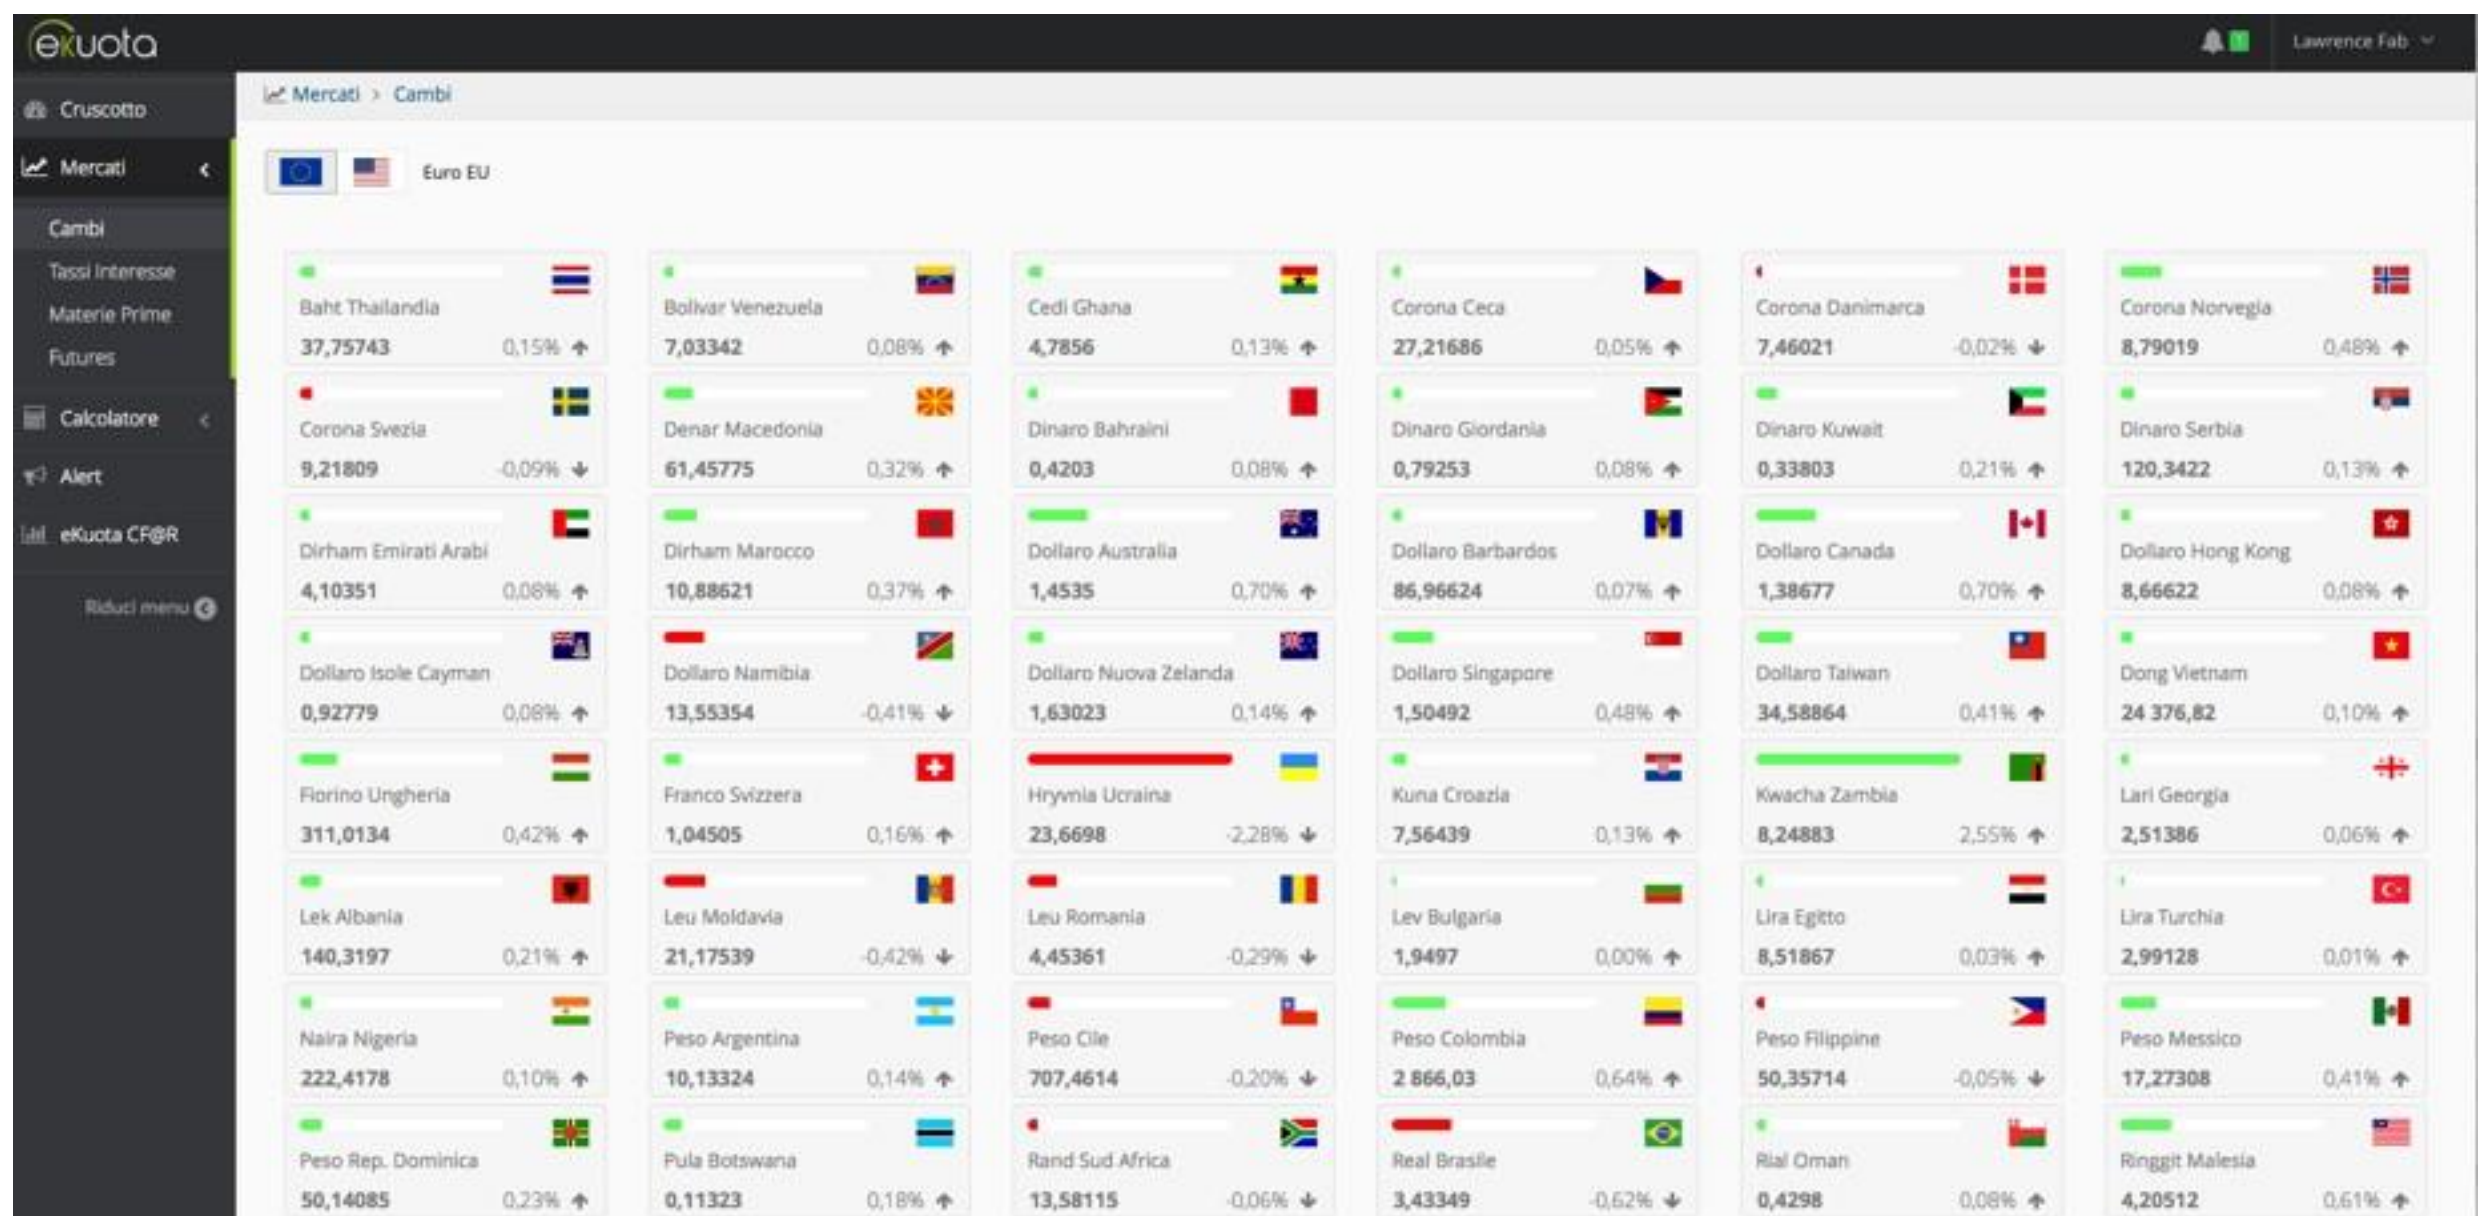 ekuota
Lawrence Fab
Cruscotto
Mercati
Cambi
Tassi Interesse
Materie Prime
Futures
Calcolatore
Alert
eKuota CF@R
Riduci menu
Mercati > Cambi
Euro EU
Baht Thailandia
37,75743 0,15%
Bolivar Venezuela
7,03342 0,08%
Cedi Ghana
4,7856 0,13%
Corona Ceca
27,21686 0,05%
Corona Danimarca
7,46021 -0,02%
Corona Norvegia
8,79019 0,48%
Corona Svezia
9,21809 -0,09%
Denar Macedonia
61,45775 0,32%
Dinaro Bahraini
0,4203 0,08%
Dinaro Giordania
0,79253 0,08%
Dinaro Kuwait
0,33803 0,21%
Dinaro Serbia
120,3422 0,13%
Dirham Emirati Arabi
4,10351 0,08%
Dirham Marocco
10,88621 0,37%
Dollaro Australia
1,4535 0,70%
Dollaro Barbardos
86,96624 0,07%
Dollaro Canada
1,38677 0,70%
Dollaro Hong Kong
8,66622 0,08%
Dollaro Isole Cayman
0,92779 0,08%
Dollaro Namibia
13,55354 -0,41%
Dollaro Nuova Zelanda
1,63023 0,14%
Dollaro Singapore
1,50492 0,48%
Dollaro Taiwan
34,58864 0,41%
Dong Vietnam
24 376,82 0,10%
Fiorino Ungheria
311,0134 0,42%
Franco Svizzera
1,04505 0,16%
Hryvnia Ucraina
23,6698 -2,28%
Kuna Croazia
7,56439 0,13%
Kwacha Zambia
8,24883 2,55%
Lari Georgia
2,51386 0,06%
Lek Albania
140,3197 0,21%
Leu Moldavia
21,17539 -0,42%
Leu Romania
4,45361 -0,29%
Lev Bulgaria
1,9497 0,00%
Lira Egitto
8,51867 0,03%
Lira Turchia
2,99128 0,01%
Naira Nigeria
222,4178 0,10%
Peso Argentina
10,13324 0,14%
Peso Cile
707,4614 -0,20%
Peso Colombia
2 866,03 0,64%
Peso Filippine
50,35714 -0,05%
Peso Messico
17,27308 0,41%
Peso Rep. Dominica
50,14085 0,23%
Pula Botswana
0,11323 0,18%
Rand Sud Africa
13,58115 -0,06%
Real Brasile
3,43349 -0,62%
Rial Oman
0,4298 0,08%
Ringgit Malesia
4,20512 0,61%